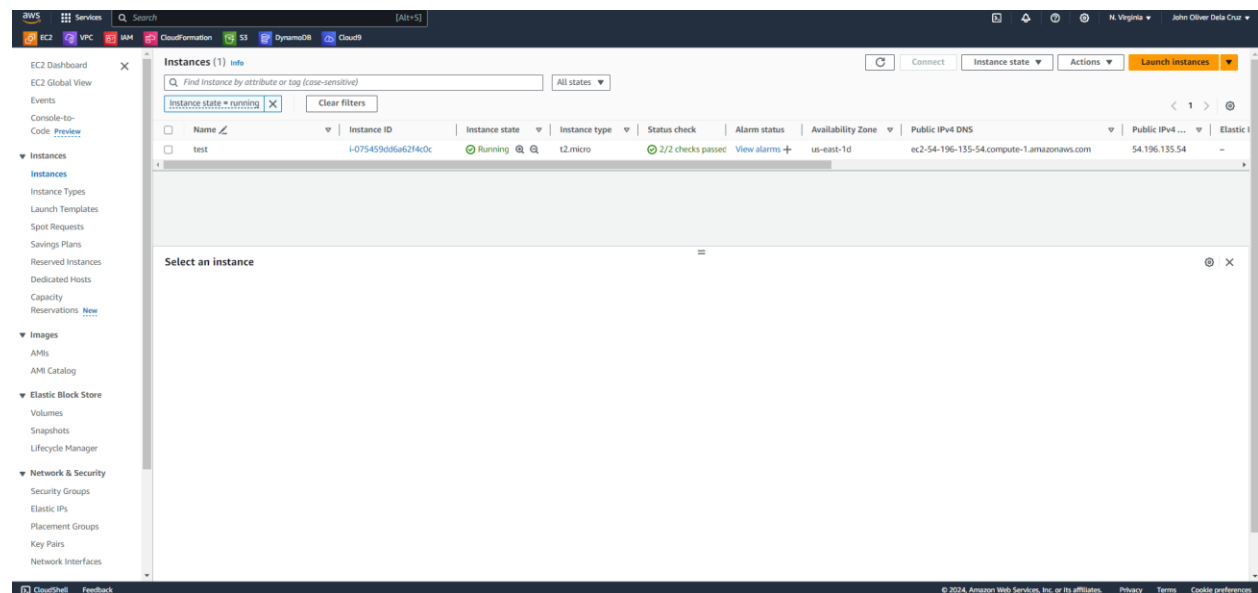 aws Services Search [Alt+S] N. Virginia John Oliver Dela Cruz
EC2 VPC IAM CloudFormation S3 DynamoDB Cloud9
EC2 Dashboard
EC2 Global View
Events
Console-to-
Code Preview
Instances
Instances
Instance Types
Launch Templates
Spot Requests
Savings Plans
Reserved Instances
Dedicated Hosts
Capacity
Reservations New
Images
AMIs
AMI Catalog
Elastic Block Store
Volumes
Snapshots
Lifecycle Manager
Network & Security
Security Groups
Elastic IPs
Placement Groups
Key Pairs
Network Interfaces
Instances (1) Info Connect Instance state Actions Launch instances
Find Instance by attribute or tag (case-sensitive) All states
Instance state = running Clear filters 1
Name Instance ID Instance state Instance type Status check Alarm status Availability Zone Public IPv4 DNS Public IPv4 ... Elastic I
test i-075459dd6a62f4c0c Running t2.micro 2/2 checks passed View alarms + us-east-1d ec2-54-196-135-54.compute-1.amazonaws.com 54.196.135.54 –
Select an instance
CloudShell Feedback © 2024, Amazon Web Services, Inc. or its affiliates. Privacy Terms Cookie preferences